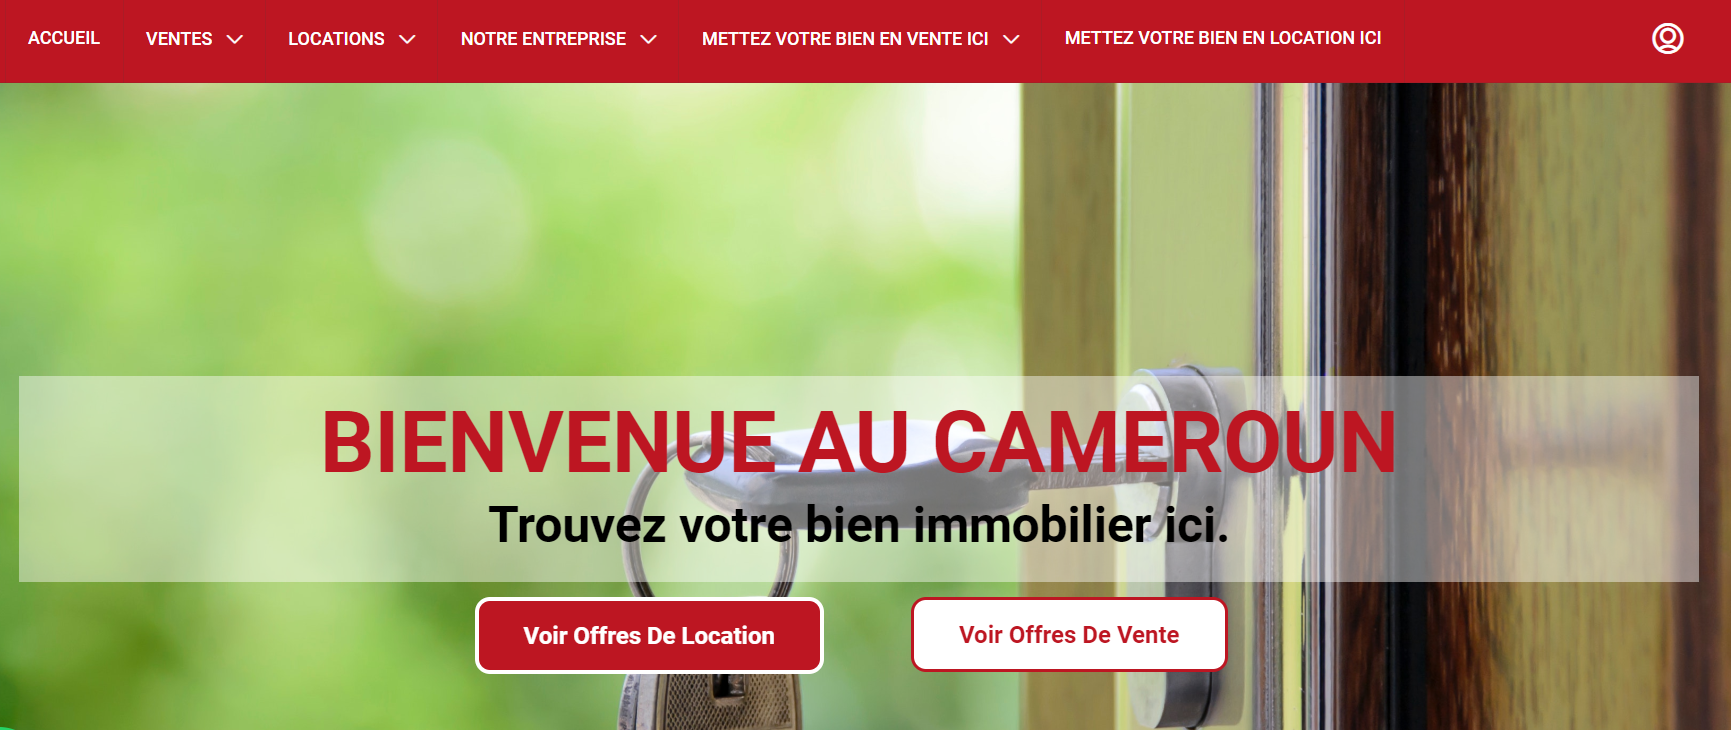 ACCUEIL VENTES LOCATIONS NOTRE ENTREPRISE METTEZ VOTRE BIEN EN VENTE ICI METTEZ VOTRE BIEN EN LOCATION ICI
BIENVENUE AU CAMEROUN
Trouvez votre bien immobilier ici.
Voir Offres De Location Voir Offres De Vente